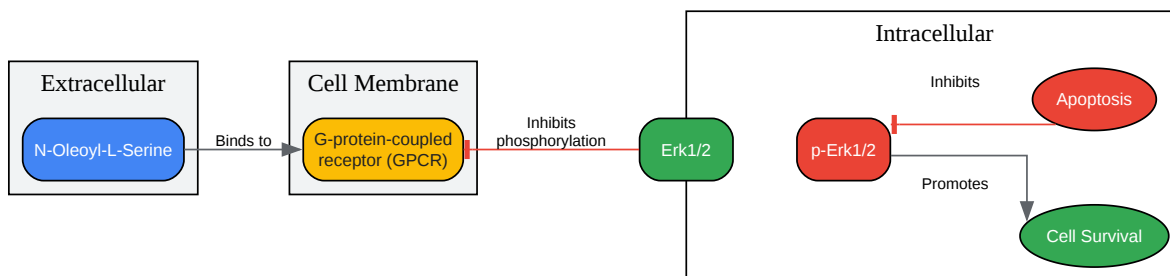 Extracellular
N-Oleoyl-L-Serine
Binds to
Cell Membrane
G-protein-coupled
receptor (GPCR)
Inhibits
phosphorylation
Erk1/2
Intracellular
Inhibits
Apoptosis
p-Erk1/2
Promotes
Cell Survival